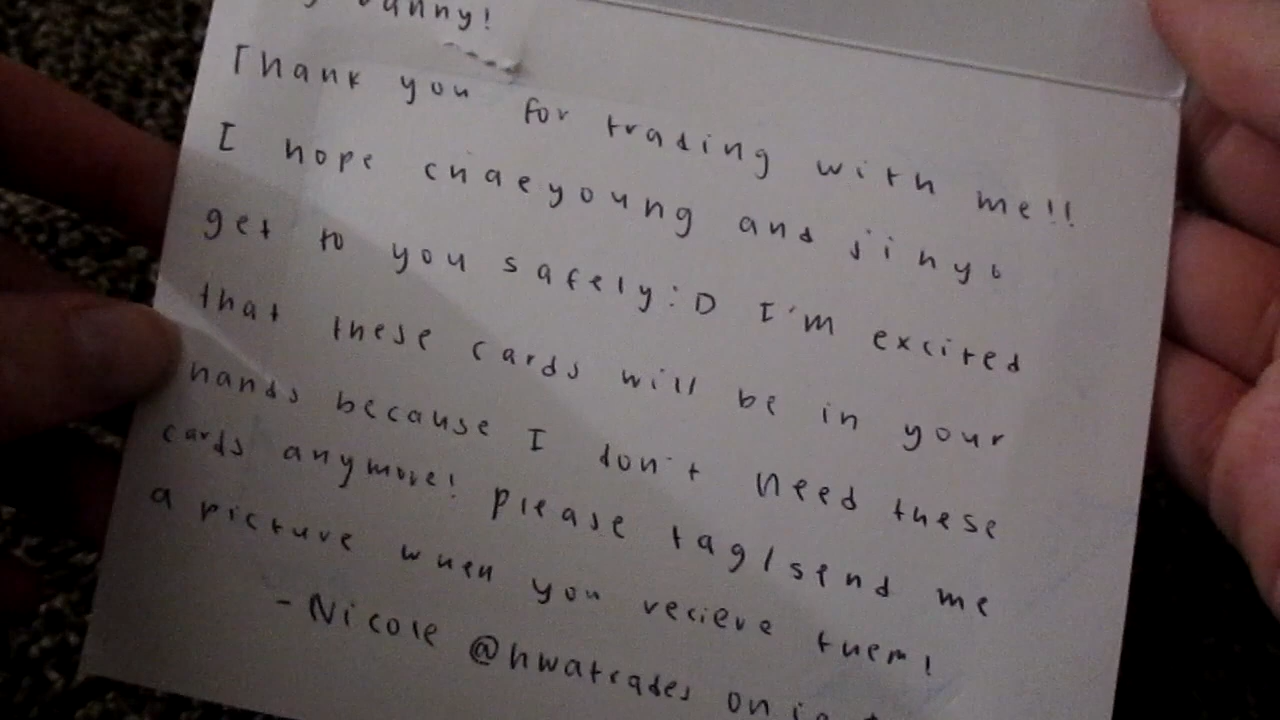 Thank you for trading with me!!
I hope chaeyoung and jinyo
get to you safely :D I'm excited
that these cards will be in your
hands because I don't need these
cards anymore! please tag/send me
a picture when you recieve them!
- Nicole @hwatrades on